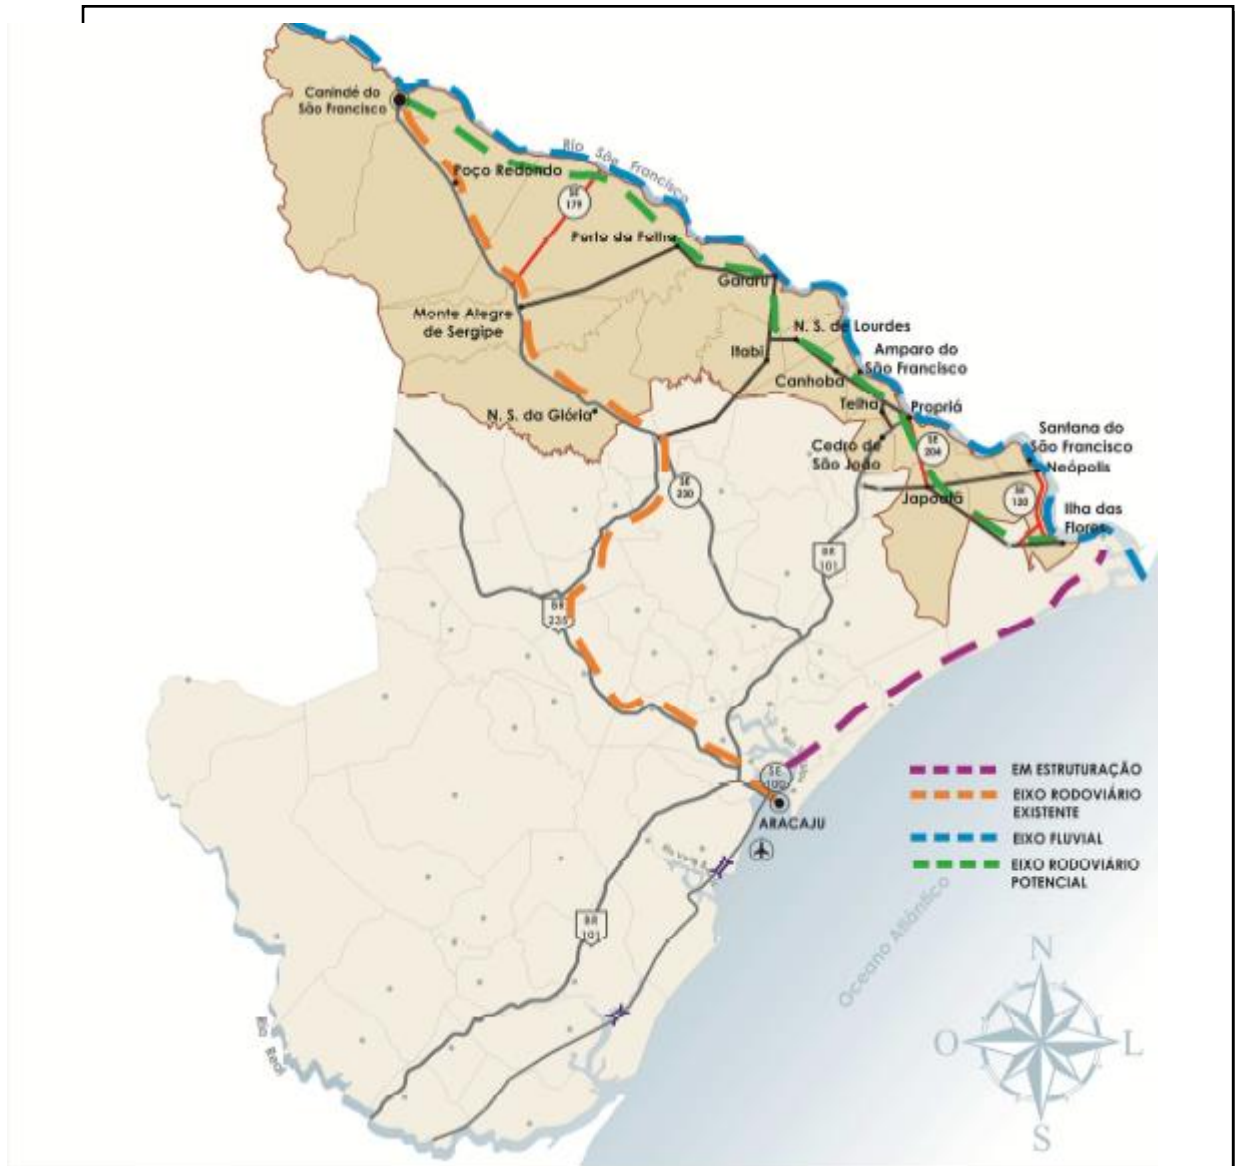 Canindé do
São Francisco
Rio São Francisco
Poço Redondo
SE
179
Porto da Folha
Gararu
Monte Alegre
de Sergipe
N. S. de Lourdes
Itabi
Amparo do
São Francisco
Canhoba
Telha
Propriá
N. S. da Glória
Santana do
São Francisco
Cedro de
São João
SE
204
Neópolis
SE
230
Japoatã
SE
120
Ilha das
Flores
BR
101
BR
235
SE
100
ARACAJU
EM ESTRUTURAÇÃO
EIXO RODOVIÁRIO
EXISTENTE
EIXO FLUVIAL
EIXO RODOVIÁRIO
POTENCIAL
BR
101
Oceano Atlântico
Rio Real
N
O
L
S